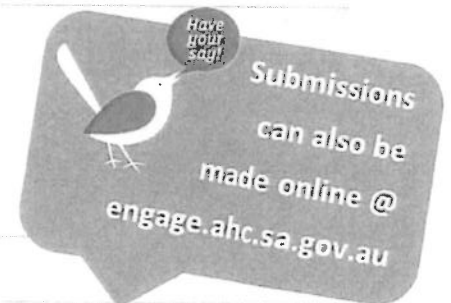 Have
your
say!
Submissions
can also be
made online @
engage.ahc.sa.gov.au